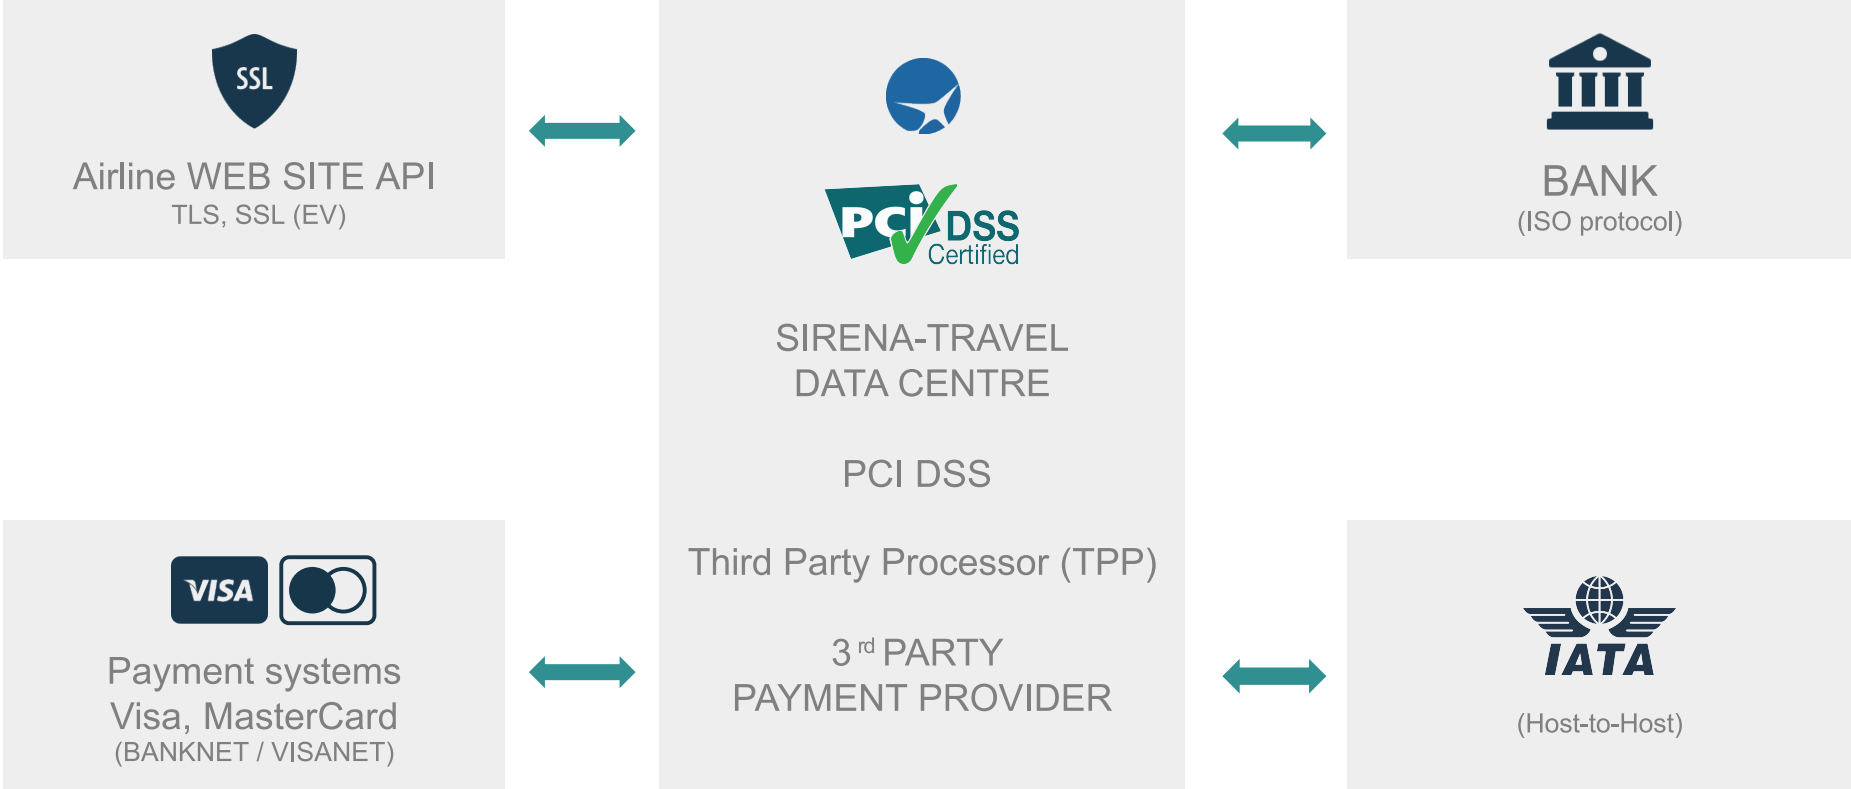 SSL
Airline WEB SITE API
TLS, SSL (EV)
PCI DSS
Certified
SIRENA-TRAVEL
DATA CENTRE
PCI DSS
Third Party Processor (TPP)
3 rd PARTY
PAYMENT PROVIDER
BANK
(ISO protocol)
VISA
Payment systems
Visa, MasterCard
(BANKNET / VISANET)
IATA
(Host-to-Host)